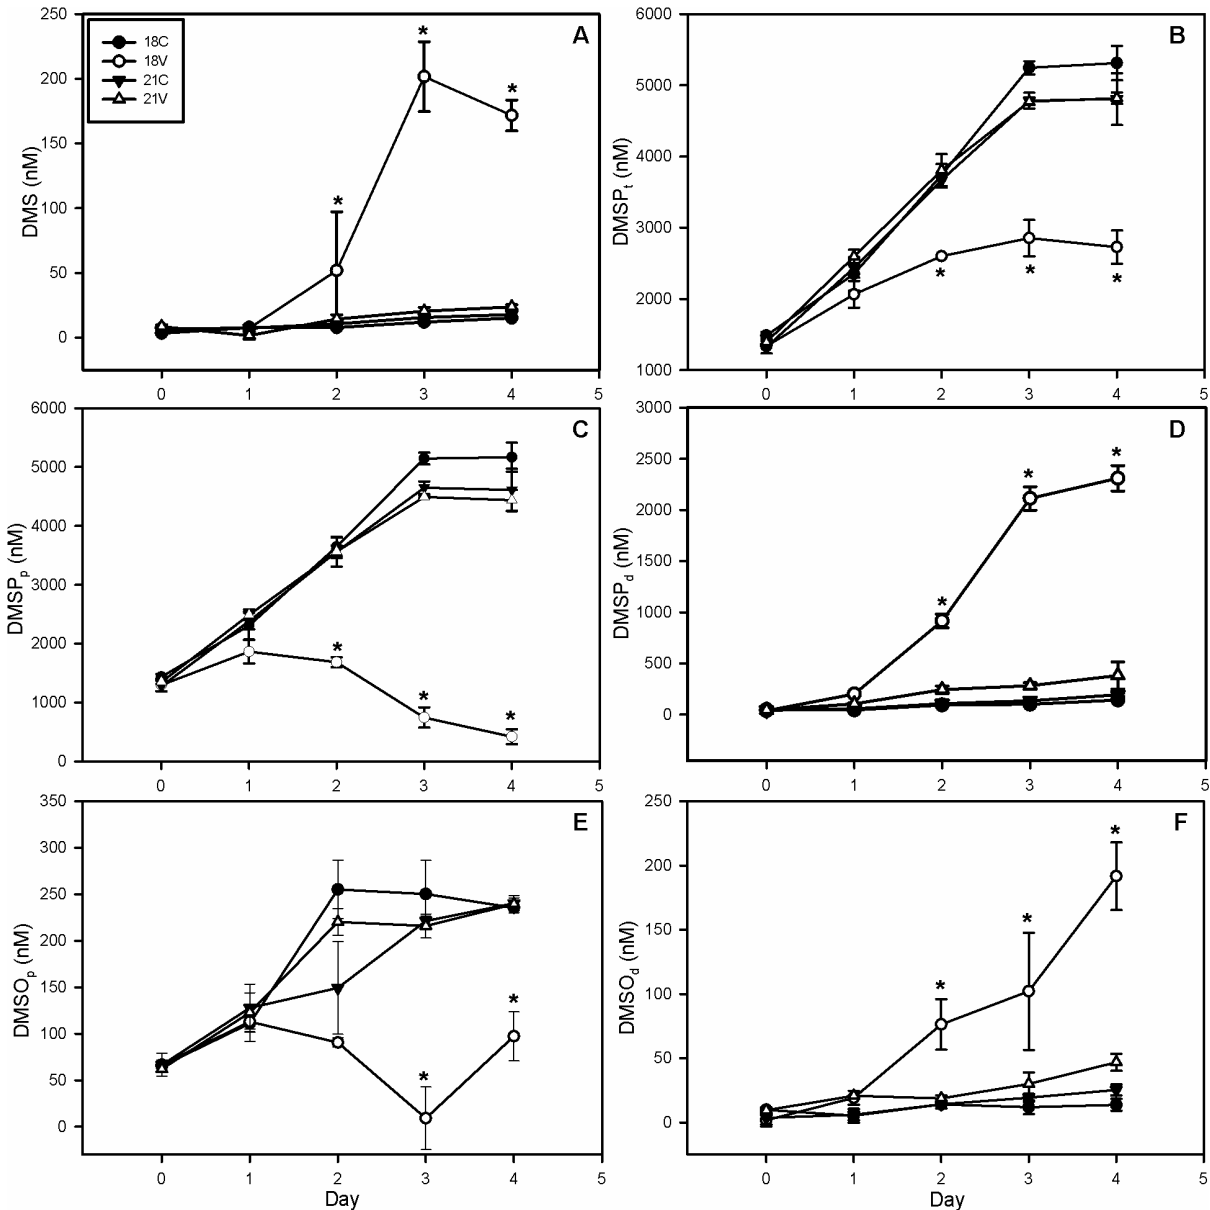 A
18C
18V
21C
21V
250
200
150
100
50
0
DMS (nM)
* * *
0 1 2 3 4 5
B
6000
5000
4000
3000
2000
1000
DMSPt (nM)
* * *
0 1 2 3 4 5
C
6000
5000
4000
3000
2000
1000
0
DMSPp (nM)
* * *
0 1 2 3 4 5
D
3000
2500
2000
1500
1000
500
0
DMSPd (nM)
* * *
0 1 2 3 4 5
E
350
300
250
200
150
100
50
0
DMSOp (nM)
* *
0 1 2 3 4 5
Day
F
250
200
150
100
50
0
DMSOd (nM)
* * *
0 1 2 3 4 5
Day